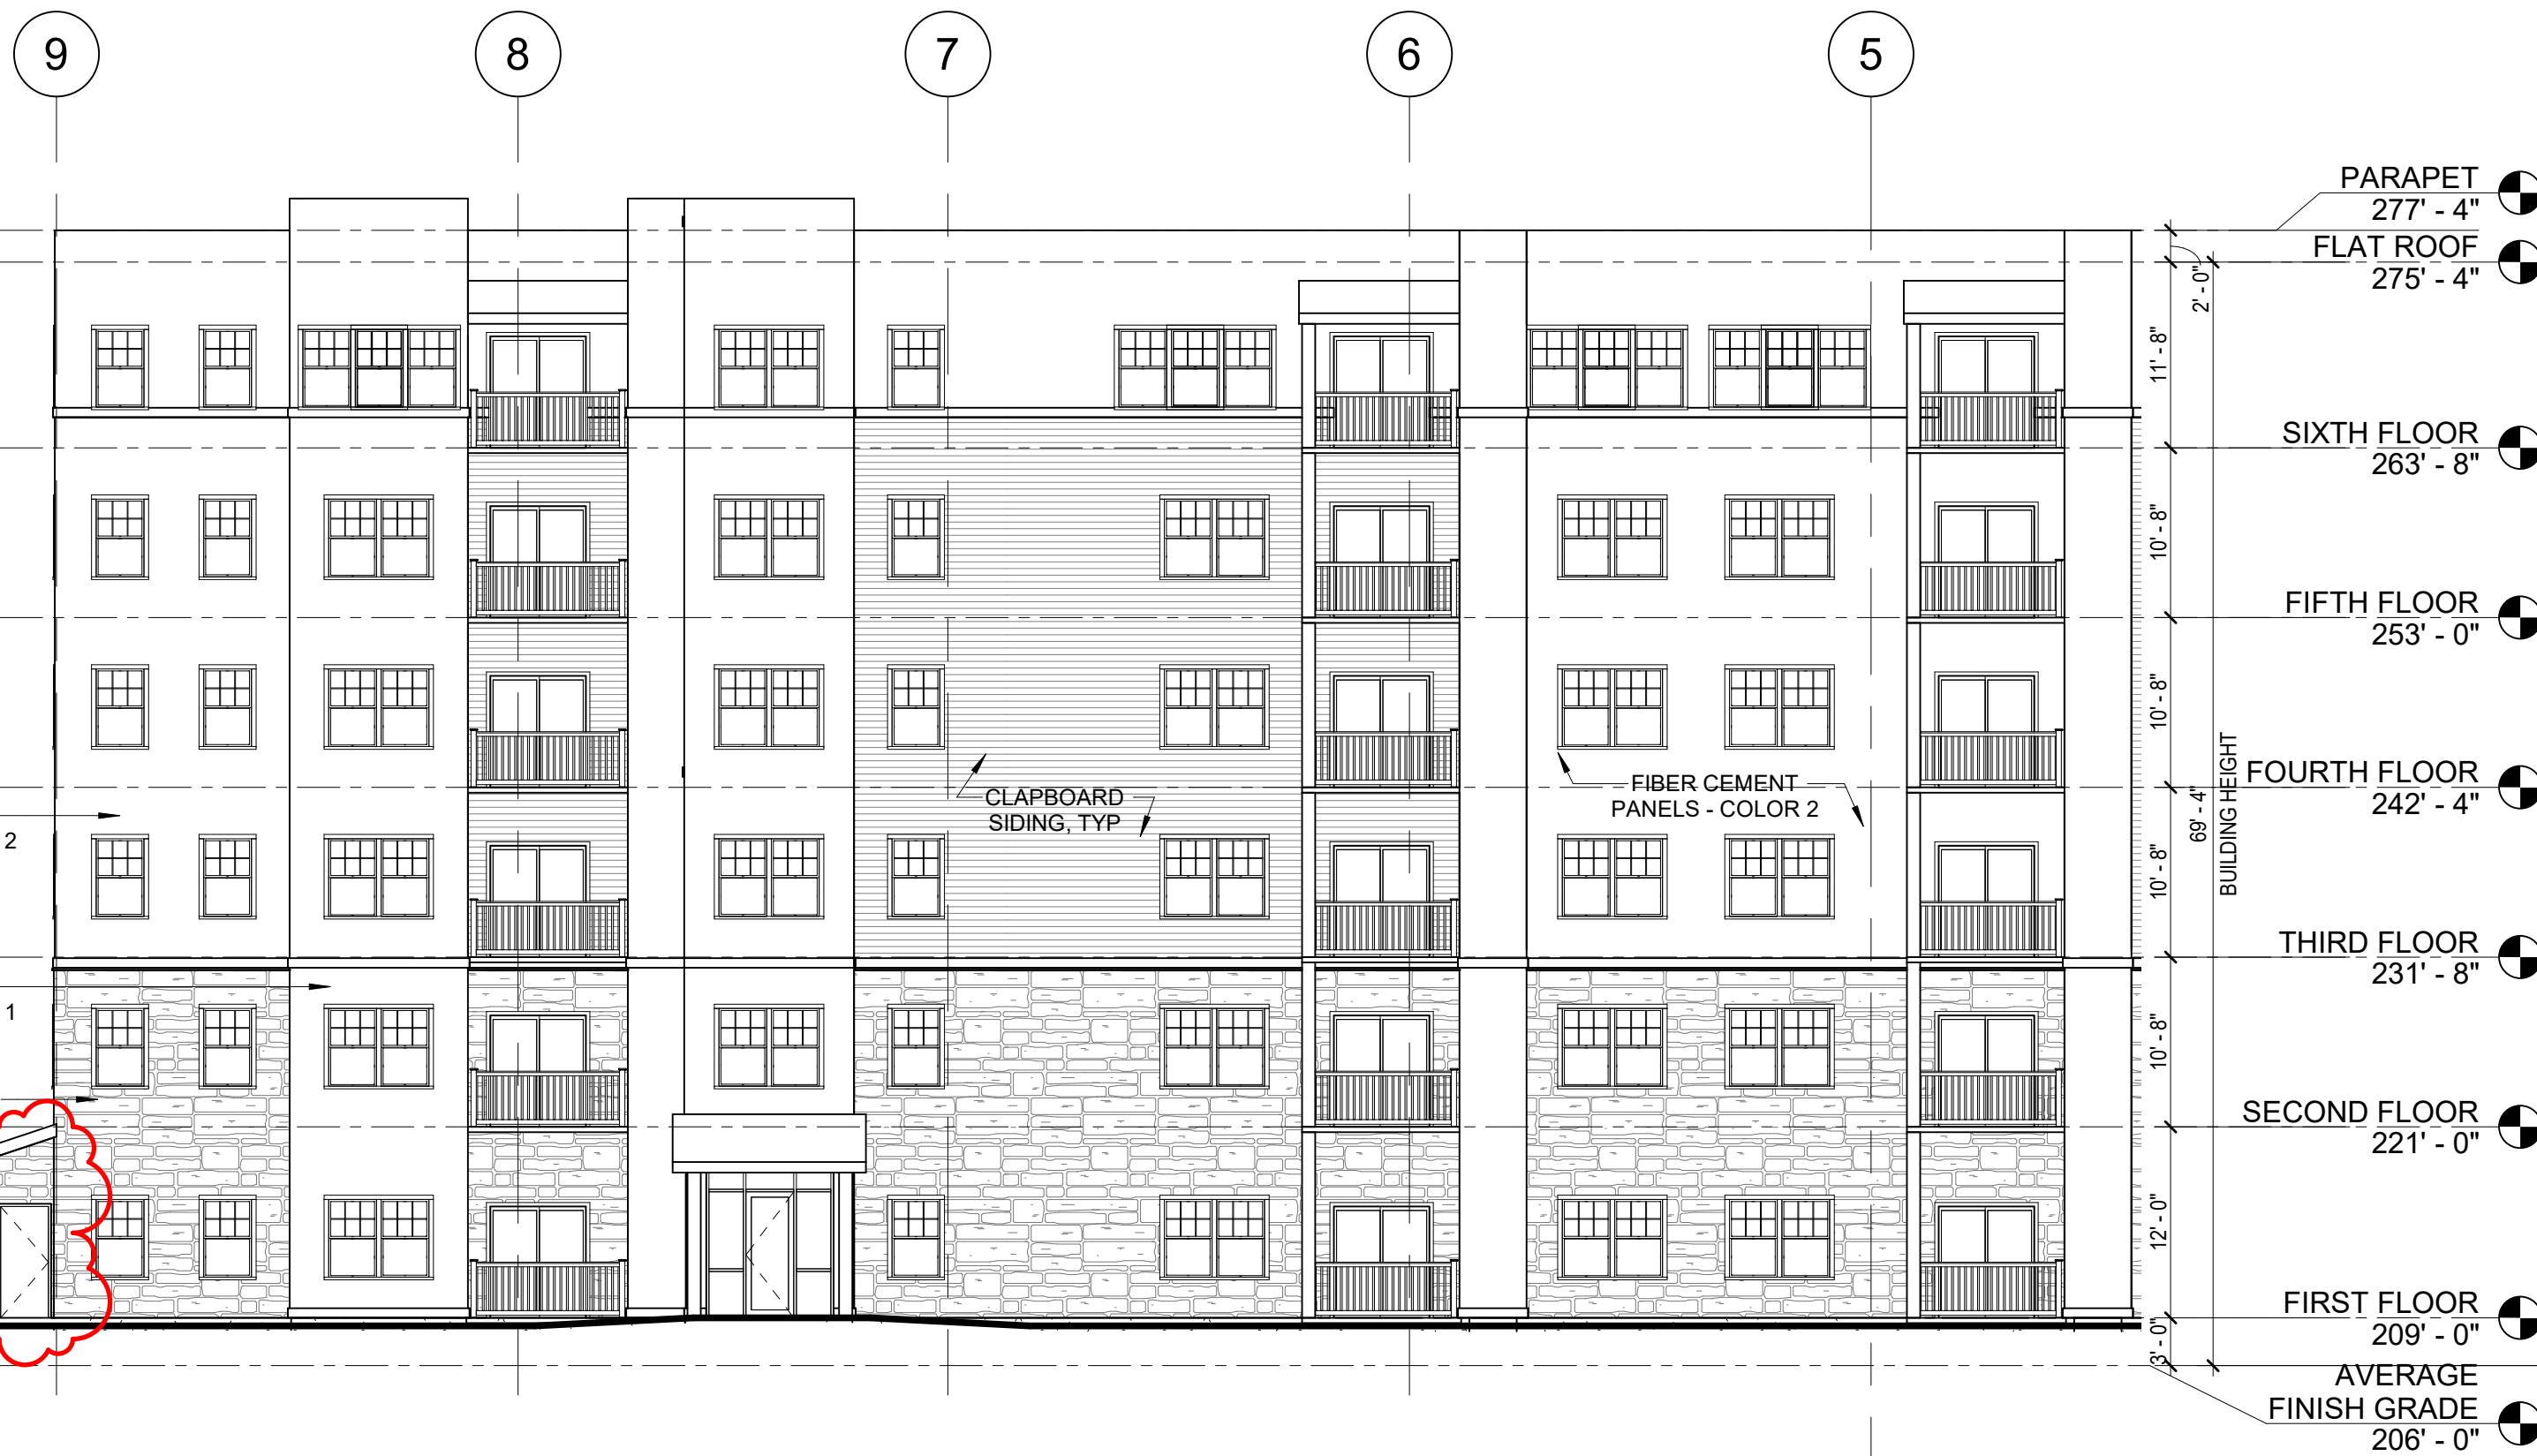 9
8
7
6
5
PARAPET
277' - 4"
FLAT ROOF
275' - 4"
2' - 0"
11' - 8"
SIXTH FLOOR
263' - 8"
10' - 8"
FIFTH FLOOR
253' - 0"
10' - 8"
FOURTH FLOOR
242' - 4"
69' - 4"
BUILDING HEIGHT
CLAPBOARD
SIDING, TYP
FIBER CEMENT
PANELS - COLOR 2
2
10' - 8"
THIRD FLOOR
231' - 8"
1
10' - 8"
SECOND FLOOR
221' - 0"
12' - 0"
FIRST FLOOR
209' - 0"
3' - 0"
AVERAGE
FINISH GRADE
206' - 0"